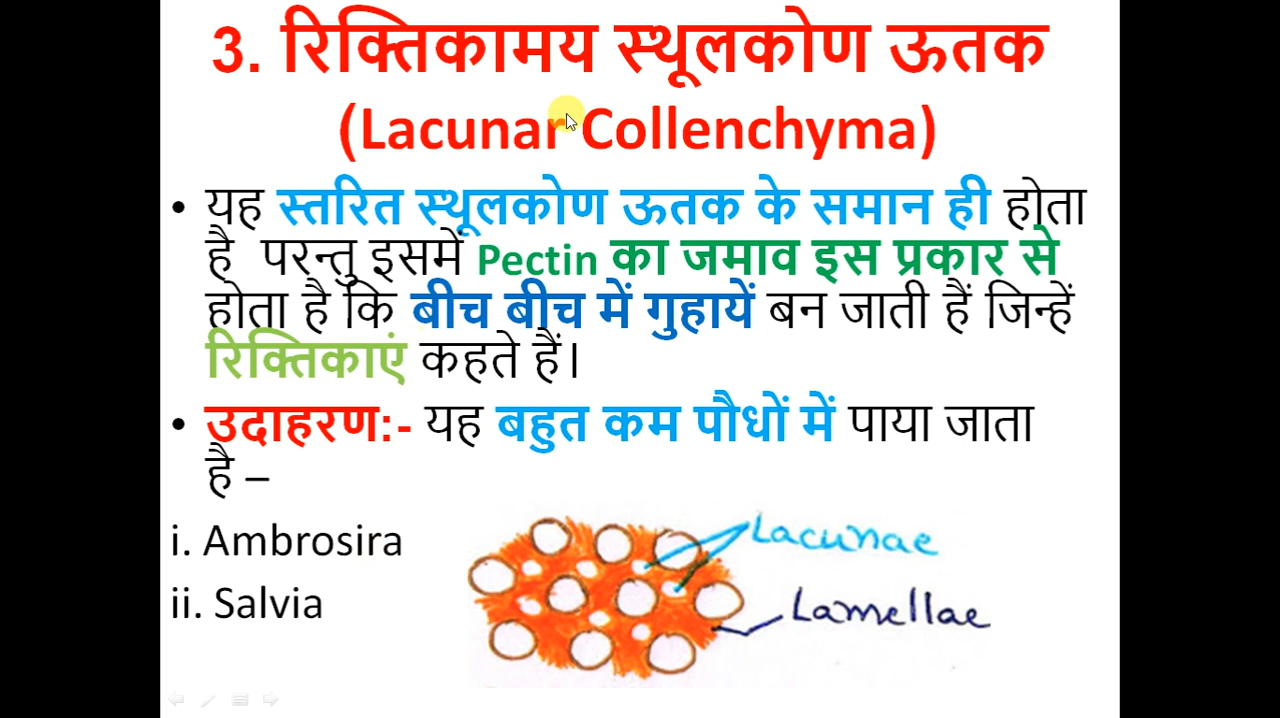 3. रिक्तिकामय स्थूलकोण ऊतक
(Lacunar Collenchyma)
• यह स्तरित स्थूलकोण ऊतक के समान ही होता
है परन्तु इसमें Pectin का जमाव इस प्रकार से
होता है कि बीच बीच में गुहायें बन जाती हैं जिन्हें
रिक्तिकाएं कहते हैं।
• उदाहरण:- यह बहुत कम पौधों में पाया जाता
है –
i. Ambrosira
ii. Salvia
Lacunae
Lamellae